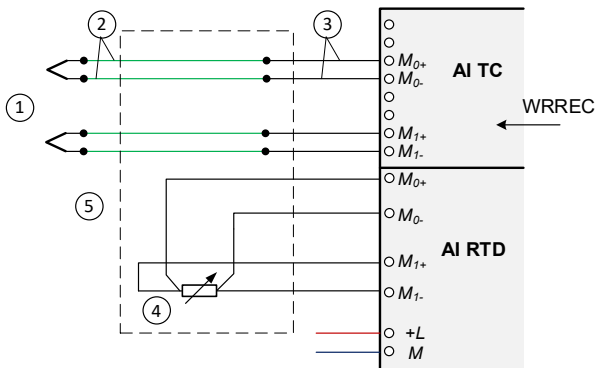 2
3
M0+
AI TC
M0-
1
WRREC
M1+
M1-
M0+
5
M0-
AI RTD
M1+
4
M1-
+L
M